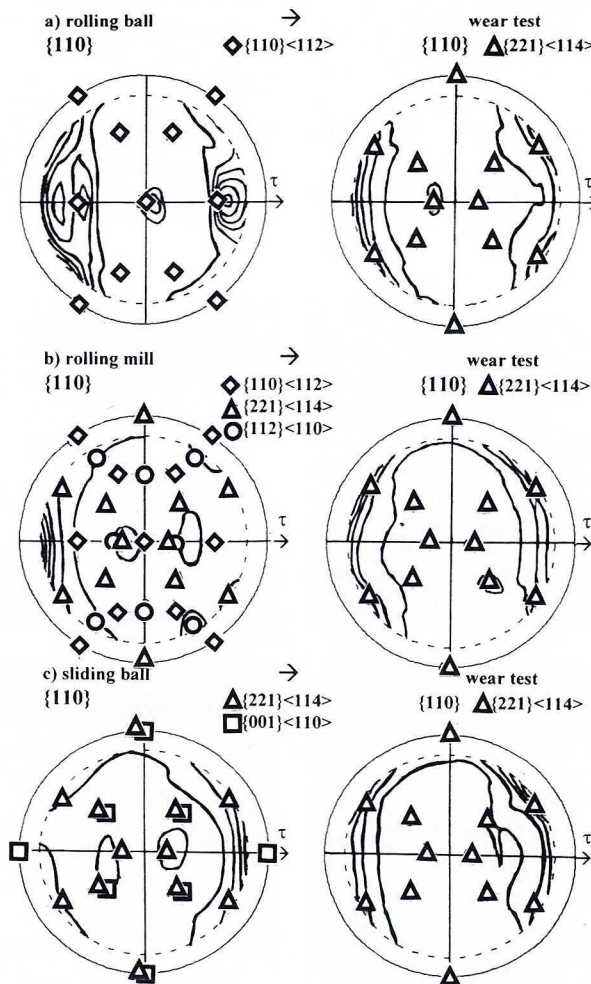 a) rolling ball → wear test
{110} {110}<112> {110} {221}<114>
τ τ
b) rolling mill → wear test
{110} {110}<112> {110} {221}<114>
{221}<114>
{112}<110>
τ τ
c) sliding ball → wear test
{110} {221}<114> {110} {221}<114>
{001}<110>
τ τ